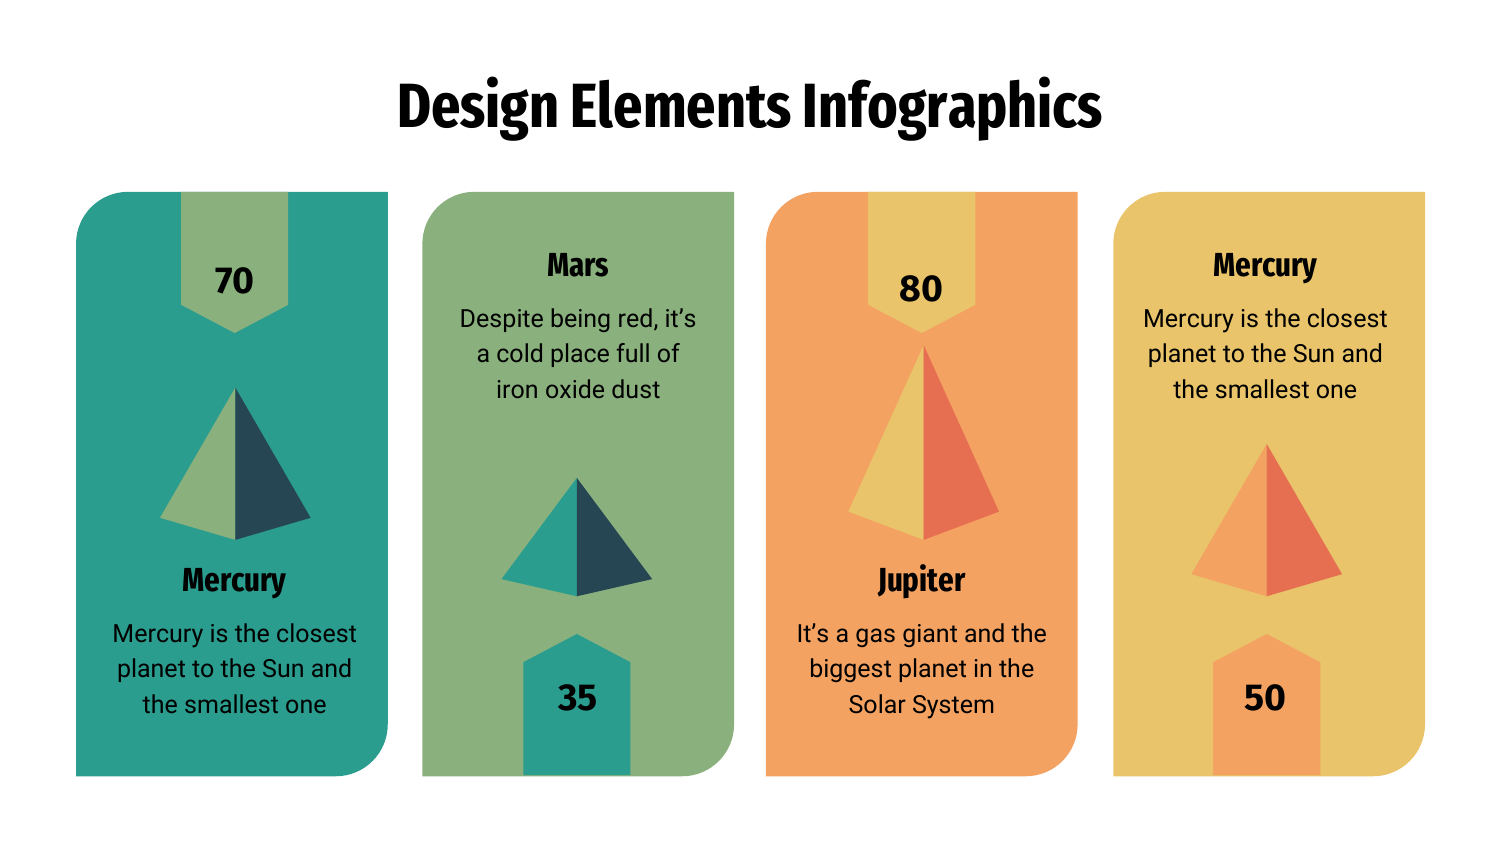 Design Elements Infographics
70
Mercury
Mercury is the closest
planet to the Sun and
the smallest one
Mars
Despite being red, it’s
a cold place full of
iron oxide dust
35
80
Jupiter
It’s a gas giant and the
biggest planet in the
Solar System
Mercury
Mercury is the closest
planet to the Sun and
the smallest one
50